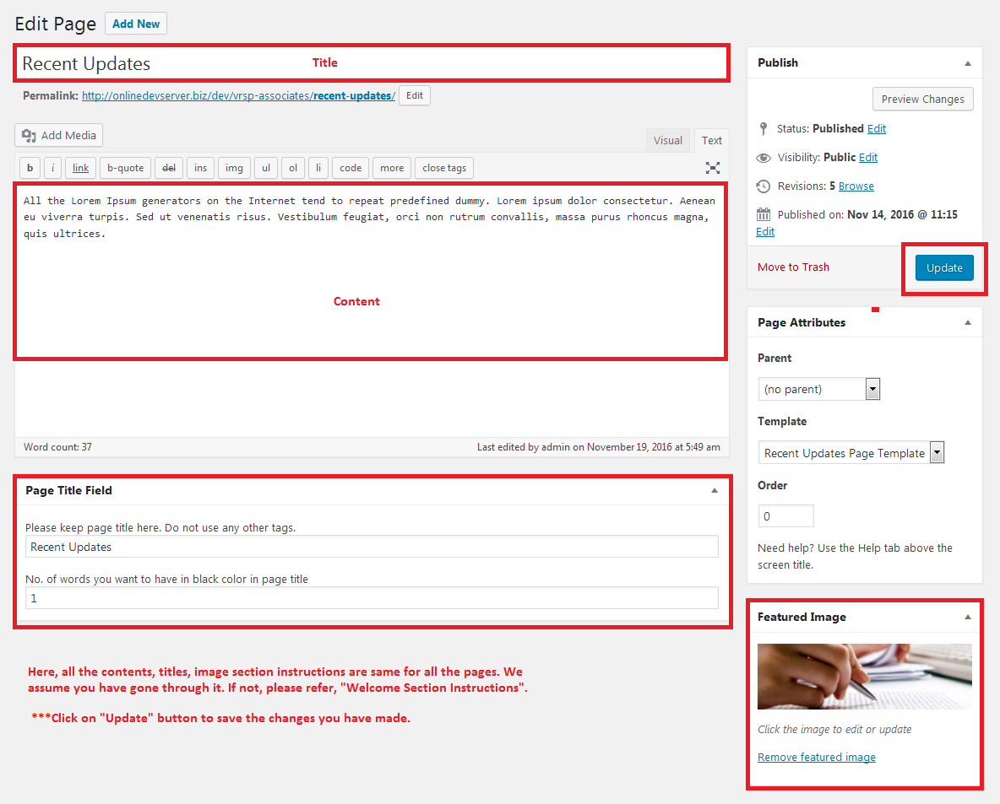 Edit Page Add New
Recent Updates Title
Permalink: http://onlinedevserver.biz/dev/vrsp-associates/recent-updates/ Edit
Add Media
Visual Text
b i link b-quote del ins img ul ol li code more close tags
All the Lorem Ipsum generators on the Internet tend to repeat predefined dummy. Lorem ipsum dolor consectetur. Aenean
eu viverra turpis. Sed ut venenatis risus. Vestibulum feugiat, orci non rutrum convallis, massa purus rhoncus magna,
quis ultrices.
Content
Word count: 37 Last edited by admin on November 19, 2016 at 5:49 am
Page Title Field
Please keep page title here. Do not use any other tags.
Recent Updates
No. of words you want to have in black color in page title
1
Here, all the contents, titles, image section instructions are same for all the pages. We
assume you have gone through it. If not, please refer, "Welcome Section Instructions".
***Click on "Update" button to save the changes you have made.
Publish
Preview Changes
Status: Published Edit
Visibility: Public Edit
Revisions: 5 Browse
Published on: Nov 14, 2016 @ 11:15
Edit
Move to Trash Update
Page Attributes
Parent
(no parent)
Template
Recent Updates Page Template
Order
0
Need help? Use the Help tab above the
screen title.
Featured Image
Click the image to edit or update
Remove featured image